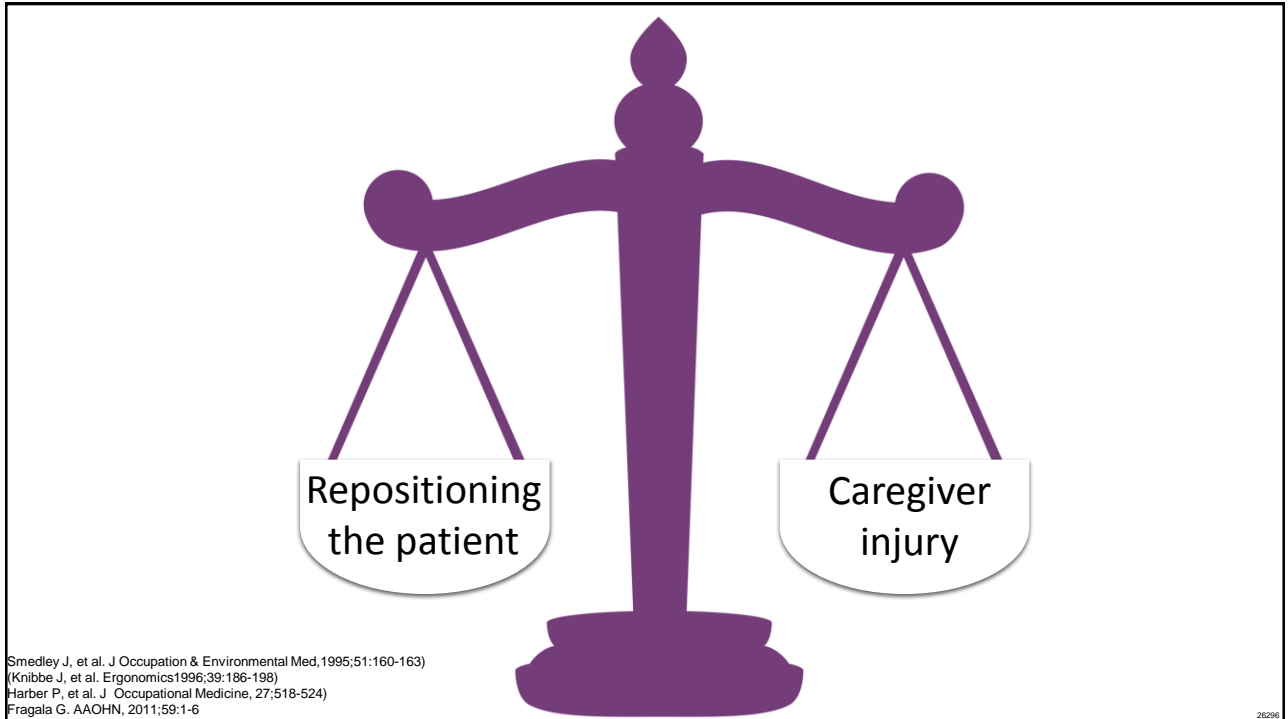 Repositioning
the patient
Caregiver
injury
Smedley J, et al. J Occupation & Environmental Med,1995;51:160-163)
(Knibbe J, et al. Ergonomics1996;39:186-198)
Harber P, et al. J  Occupational Medicine, 27;518-524)
Fragala G. AAOHN, 2011;59:1-6
26296